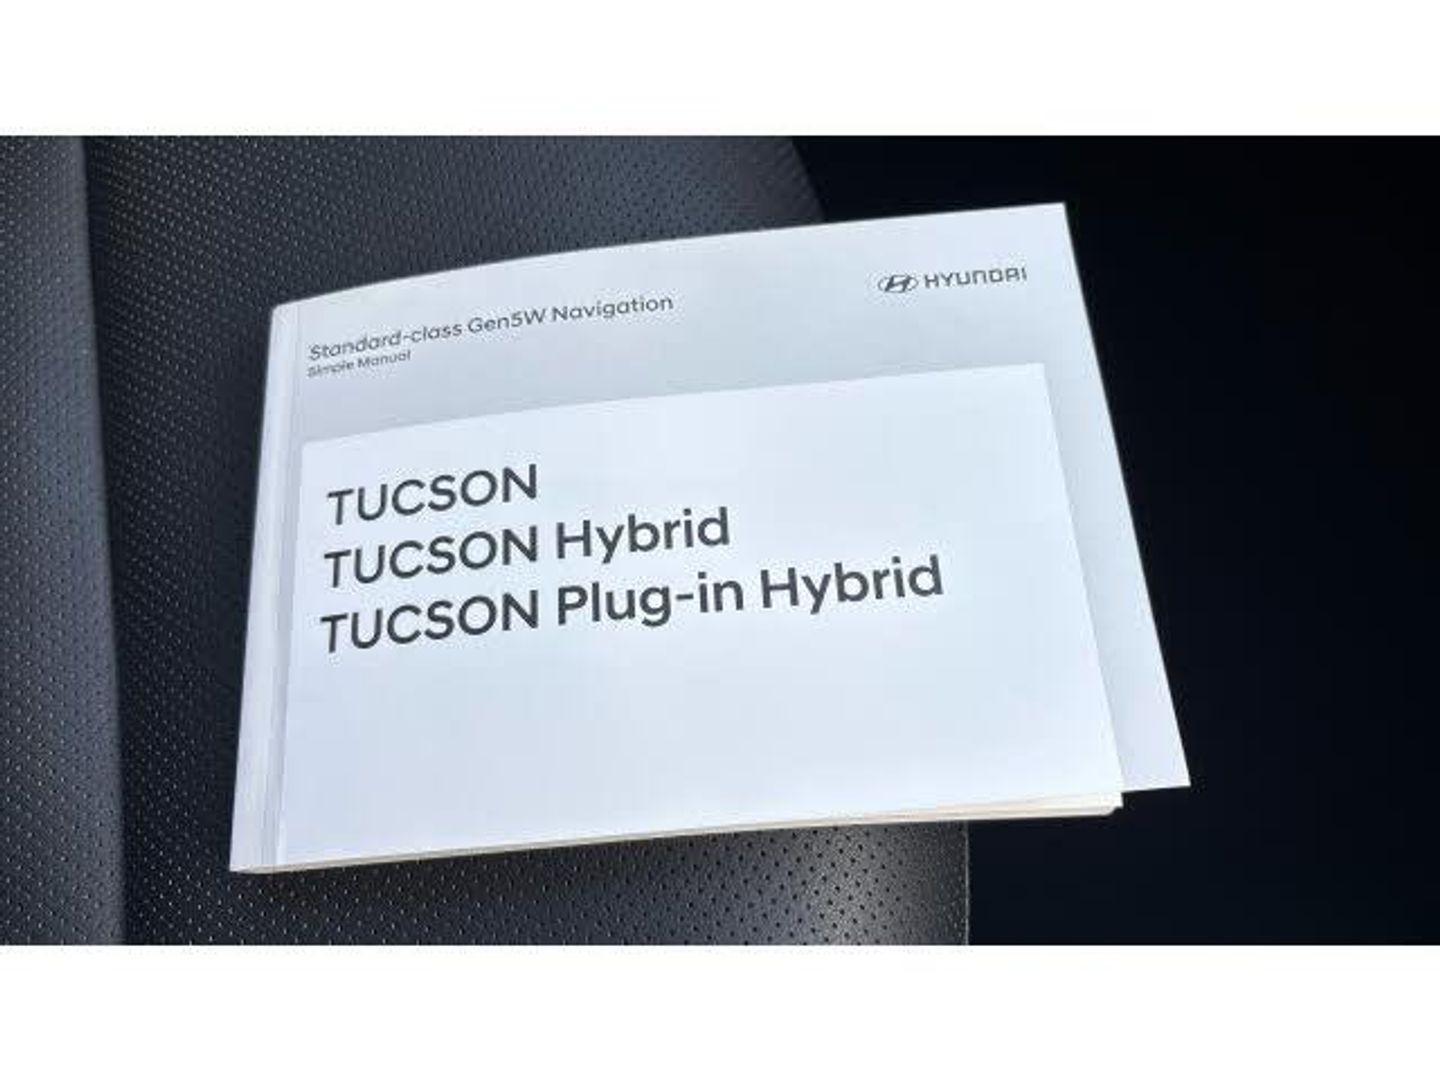 HYUNDAI
Standard-class Gen5W Navigation
Simple Manual
TUCSON
TUCSON Hybrid
TUCSON Plug-in Hybrid